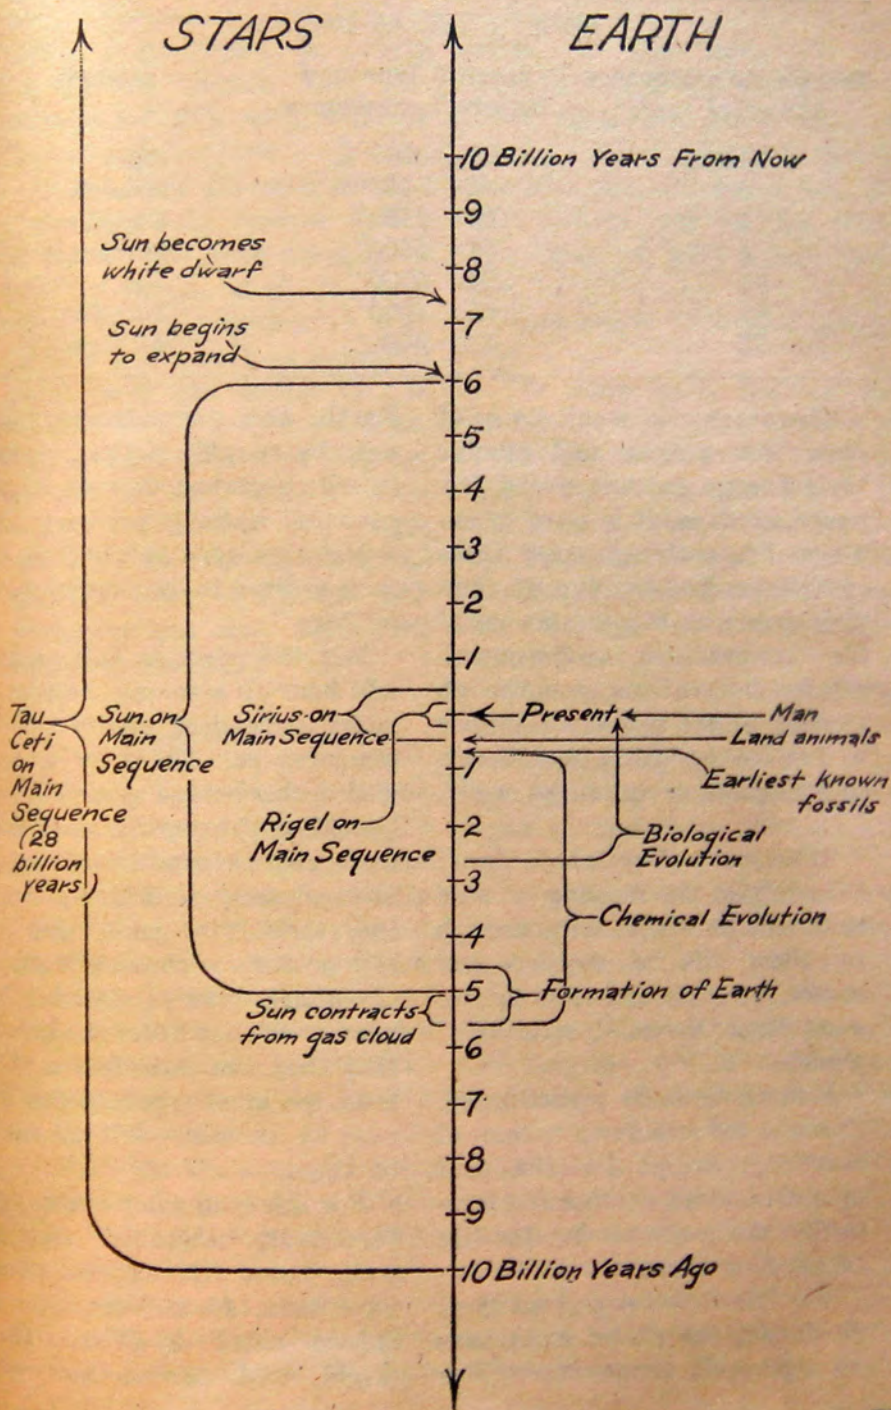 STARS
EARTH
10 Billion Years From Now
9
Sun becomes
white dwarf
8
7
Sun begins
to expand
6
5
4
3
2
1
Tau
Ceti
on
Main
Sequence
(28
billion
years)
Sun on
Main
Sequence
Sirius on
Main Sequence
Present
Man
Land animals
1
Earliest known
fossils
Rigel on
Main Sequence
2
Biological
Evolution
3
Chemical Evolution
4
5
Formation of Earth
Sun contracts
from gas cloud
6
7
8
9
10 Billion Years Ago